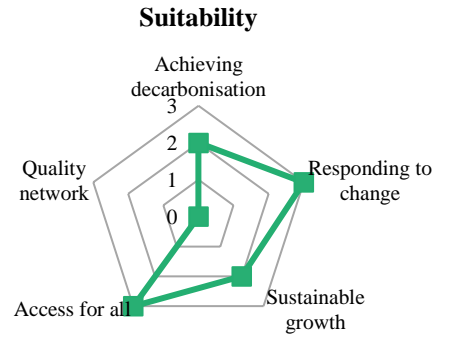 Suitability
Achieving
decarbonisation
3
2
1
0
Quality
network
Responding to
change
Access for all
Sustainable
growth